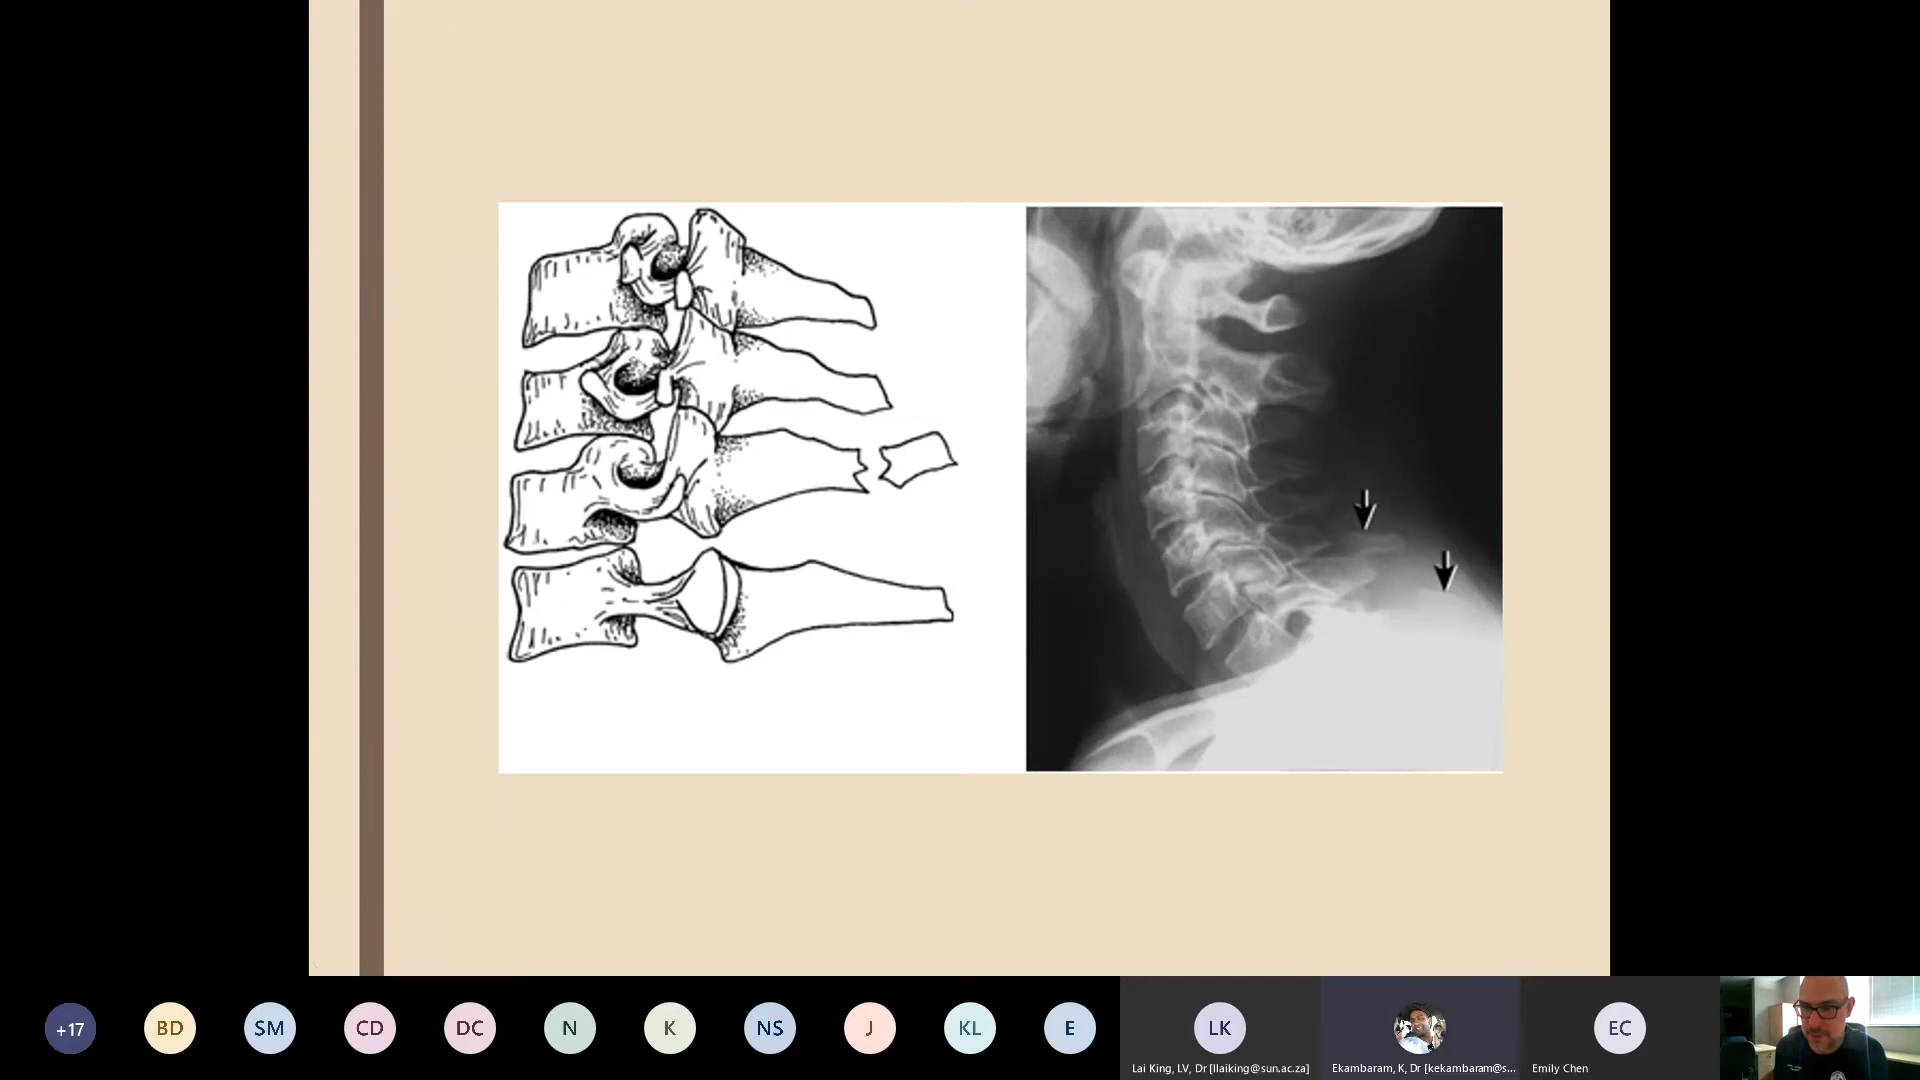 +17
BD
SM
CD
DC
N
K
NS
J
KL
E
LK
EC
Lai King, LV, Dr [llaiking@sun.ac.za]
Ekambaram, K, Dr [kekambaram@s...
Emily Chen